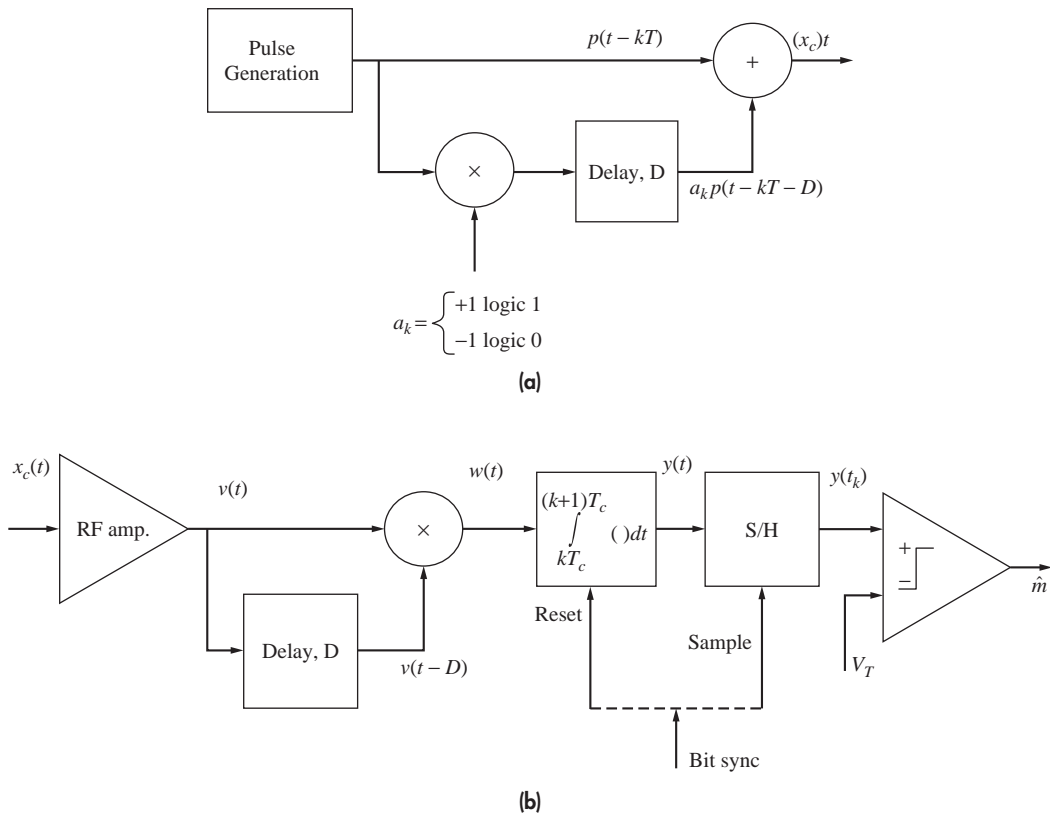 Pulse
Generation
p(t − kT)
+
(x_c)t
×
Delay, D
a_k p(t − kT − D)
a_k = { +1 logic 1
−1 logic 0
(a)
x_c(t)
RF amp.
v(t)
×
w(t)
(k+1)T_c
∫ ( )dt
kT_c
y(t)
S/H
y(t_k)
+
−
m̂
Delay, D
v(t − D)
Reset
Sample
V_T
Bit sync
(b)